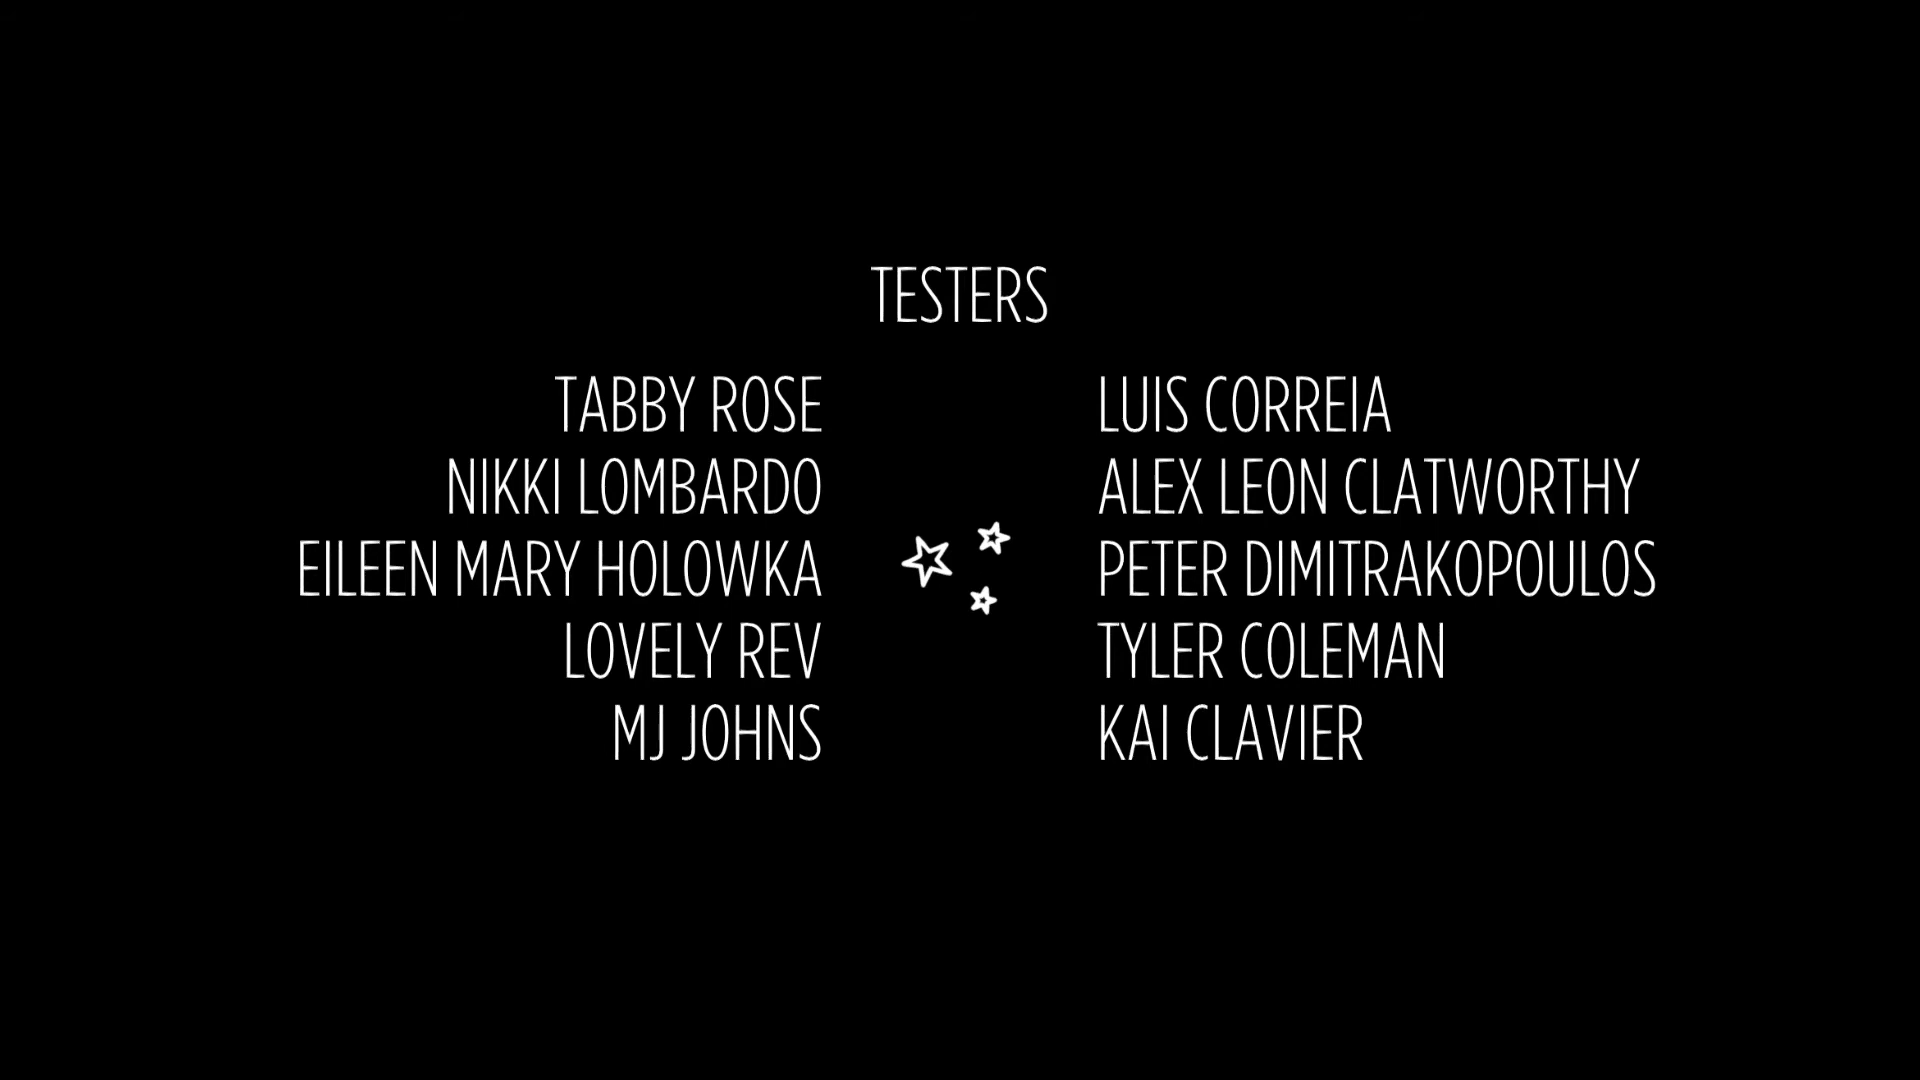 TESTERS
TABBY ROSE
NIKKI LOMBARDO
EILEEN MARY HOLOWKA
LOVELY REV
MJ JOHNS
LUIS CORREIA
ALEX LEON CLATWORTHY
PETER DIMITRAKOPOULOS
TYLER COLEMAN
KAI CLAVIER